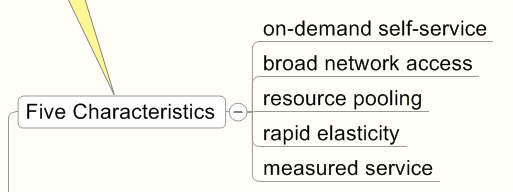 on-demand self-service
broad network access
resource pooling
Five Characteristics
rapid elasticity
measured service